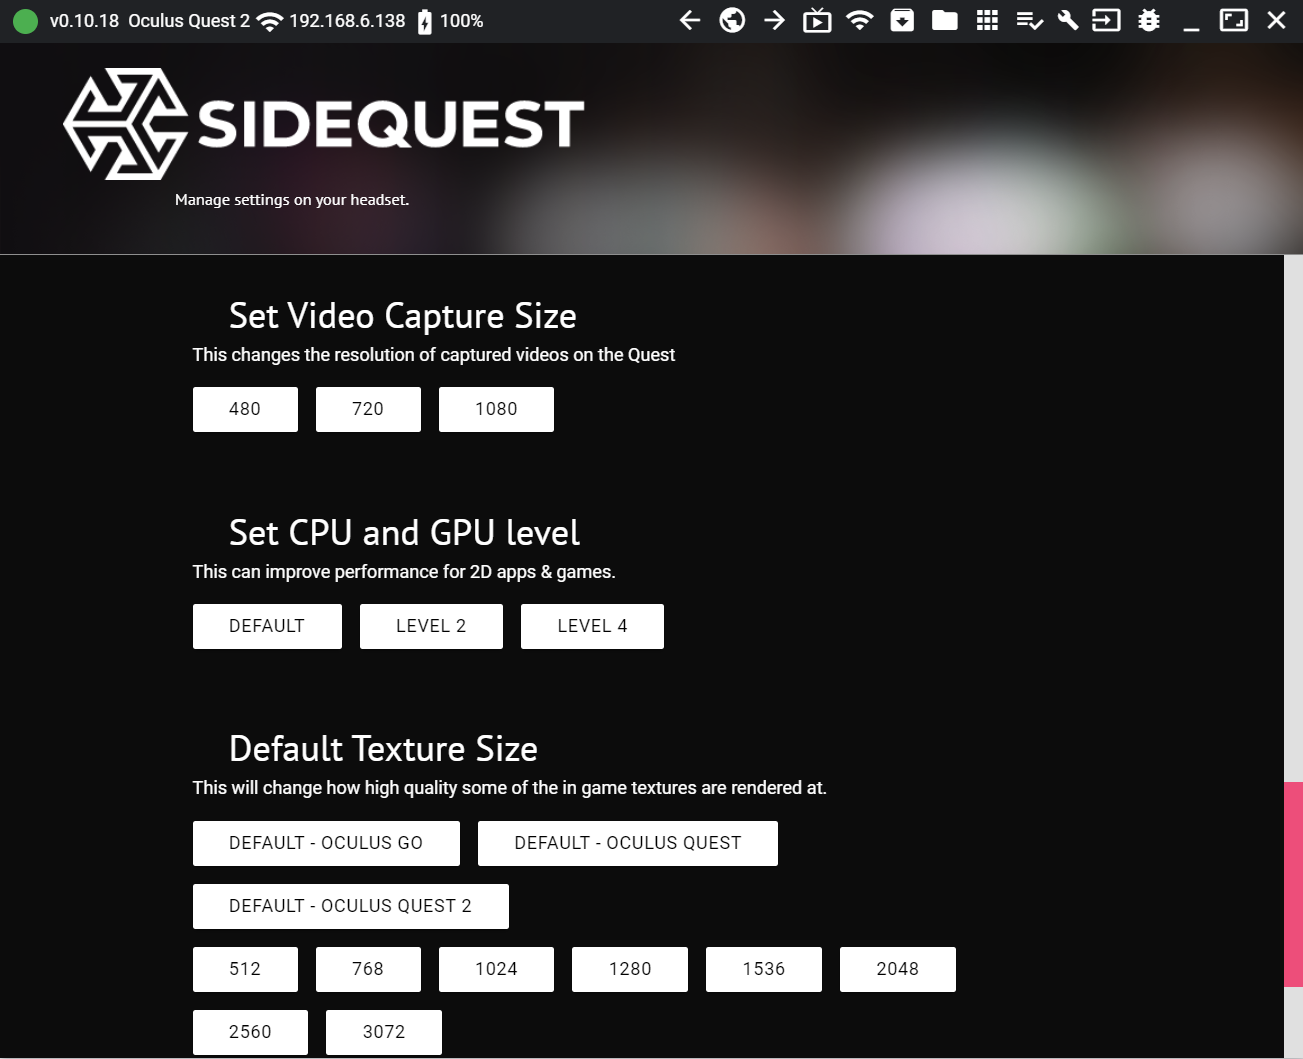 v0.10.18 Oculus Quest 2 192.168.6.138 100%
SIDEQUEST
Manage settings on your headset.
Set Video Capture Size
This changes the resolution of captured videos on the Quest
480 720 1080
Set CPU and GPU level
This can improve performance for 2D apps & games.
DEFAULT LEVEL 2 LEVEL 4
Default Texture Size
This will change how high quality some of the in game textures are rendered at.
DEFAULT - OCULUS GO DEFAULT - OCULUS QUEST
DEFAULT - OCULUS QUEST 2
512 768 1024 1280 1536 2048
2560 3072